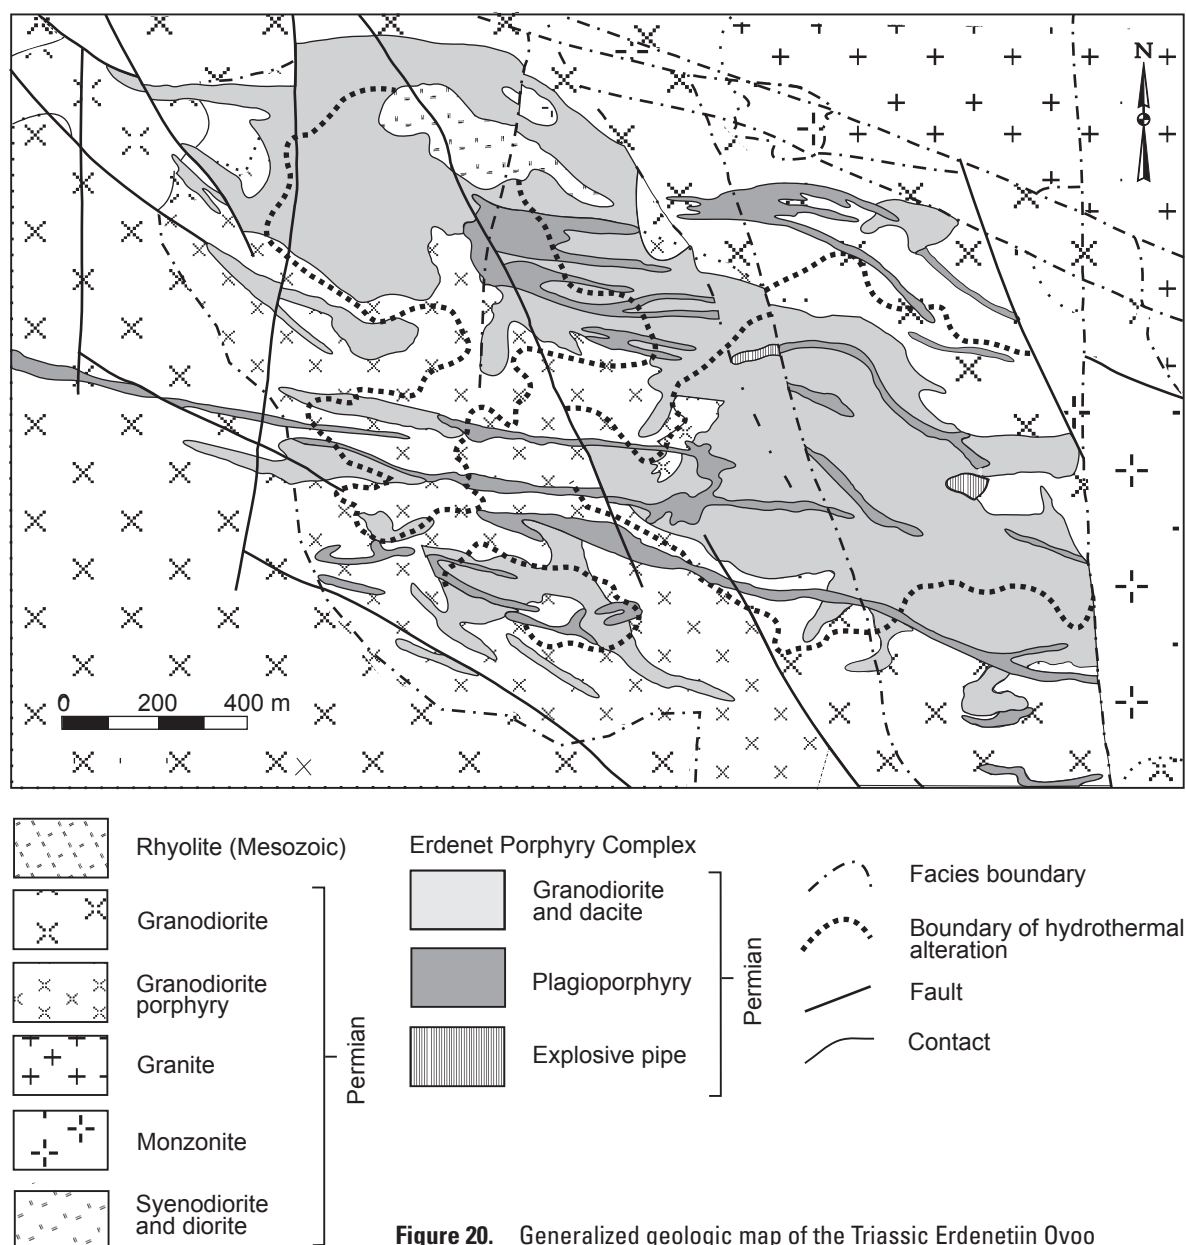 N
0 200 400 m
Rhyolite (Mesozoic)
Granodiorite
Granodiorite
porphyry
Granite
Monzonite
Syenodiorite
and diorite
Permian
Erdenet Porphyry Complex
Granodiorite
and dacite
Plagioporphyry
Explosive pipe
Permian
Facies boundary
Boundary of hydrothermal
alteration
Fault
Contact
Figure 20. Generalized geologic map of the Triassic Erdenetiin Ovoo